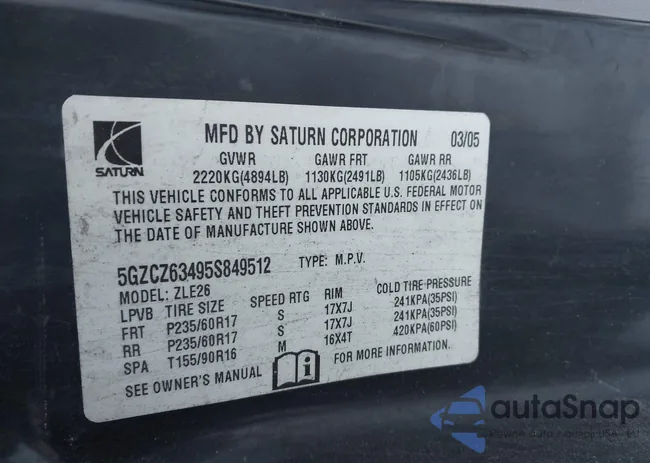 SATURN
MFD BY SATURN CORPORATION 03/05
GVWR GAWR FRT GAWR RR
2220KG(4894LB) 1130KG(2491LB) 1105KG(2436LB)
THIS VEHICLE CONFORMS TO ALL APPLICABLE U.S. FEDERAL MOTOR
VEHICLE SAFETY AND THEFT PREVENTION STANDARDS IN EFFECT ON
THE DATE OF MANUFACTURE SHOWN ABOVE.
5GZCZ63495S849512 TYPE: M.P.V.
MODEL: ZLE26
LPVB TIRE SIZE SPEED RTG RIM COLD TIRE PRESSURE
FRT P235/60R17 S 17X7J 241KPA(35PSI)
RR P235/60R17 S 17X7J 241KPA(35PSI)
SPA T155/90R16 M 16X4T 420KPA(60PSI)
SEE OWNER'S MANUAL FOR MORE INFORMATION.
autaSnap